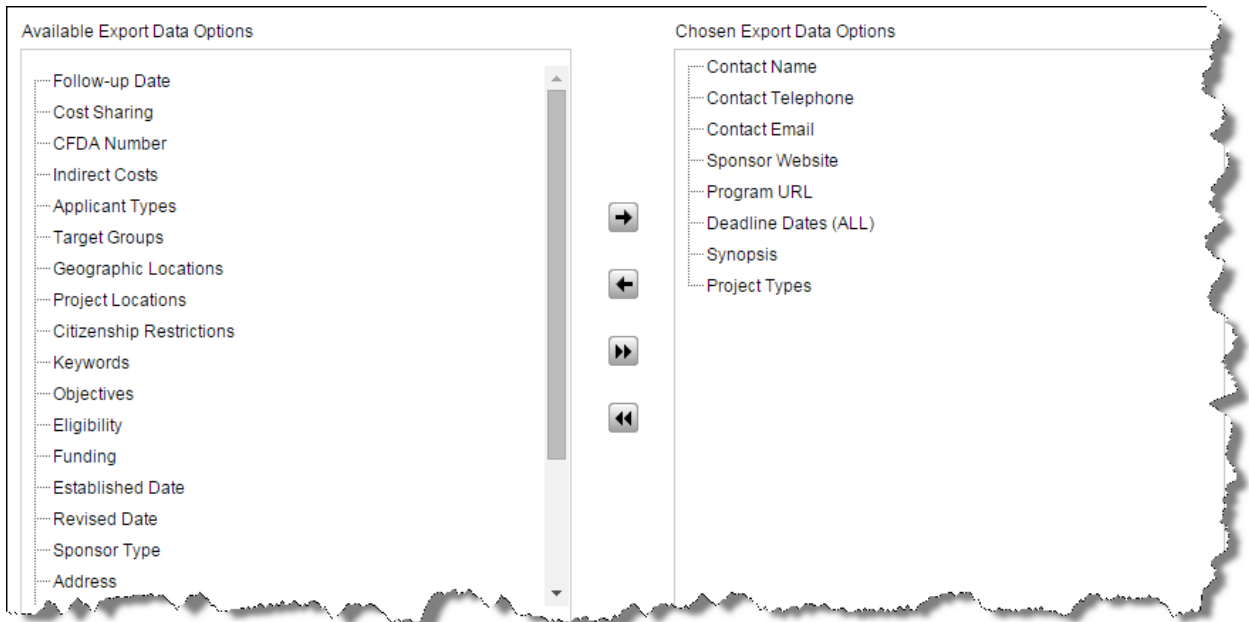 Available Export Data Options
Follow-up Date
Cost Sharing
CFDA Number
Indirect Costs
Applicant Types
Target Groups
Geographic Locations
Project Locations
Citizenship Restrictions
Keywords
Objectives
Eligibility
Funding
Established Date
Revised Date
Sponsor Type
Address
Chosen Export Data Options
Contact Name
Contact Telephone
Contact Email
Sponsor Website
Program URL
Deadline Dates (ALL)
Synopsis
Project Types